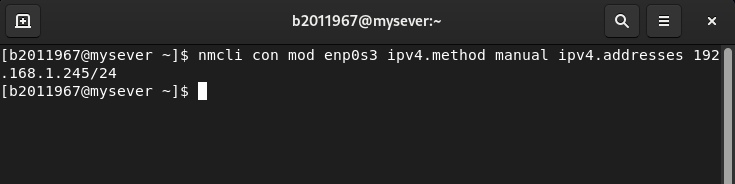 b2011967@mysever:~
[b2011967@mysever ~]$ nmcli con mod enp0s3 ipv4.method manual ipv4.addresses 192
.168.1.245/24
[b2011967@mysever ~]$